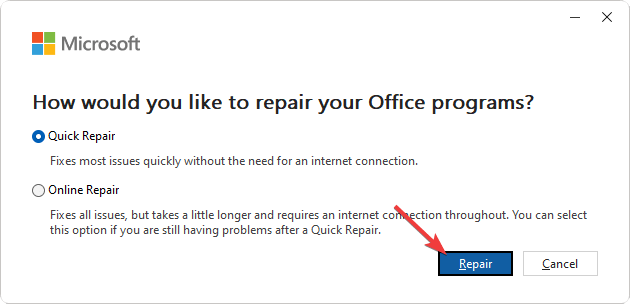 Microsoft
How would you like to repair your Office programs?
Quick Repair
Fixes most issues quickly without the need for an internet connection.
Online Repair
Fixes all issues, but takes a little longer and requires an internet connection throughout. You can select
this option if you are still having problems after a Quick Repair.
Repair
Cancel